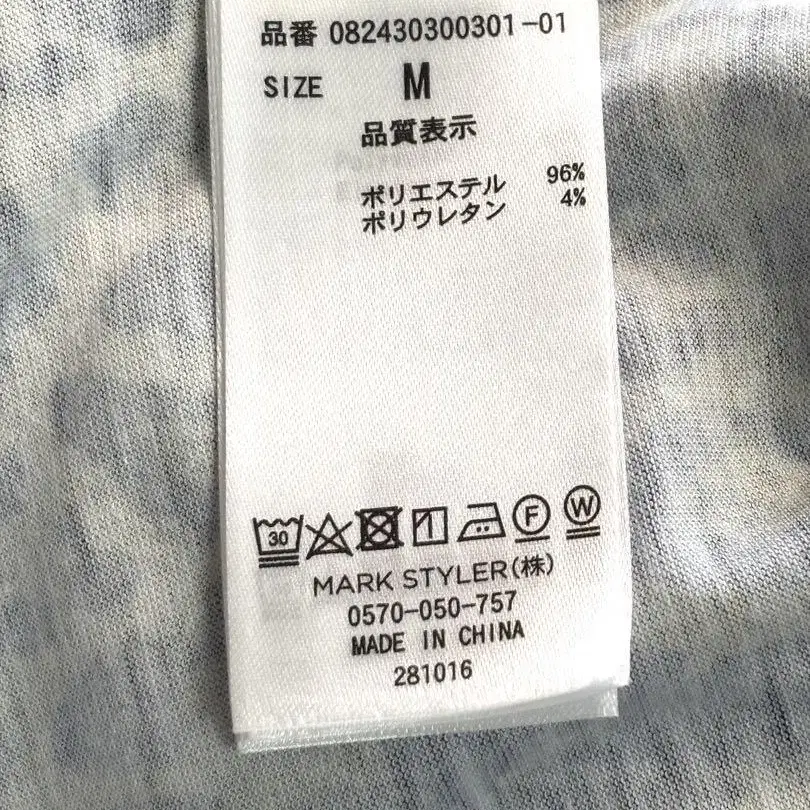 品番 082430300301-01
SIZE M
品質表示
ポリエステル 96%
ポリウレタン 4%
30 F W
MARK STYLER(株)
0570-050-757
MADE IN CHINA
281016